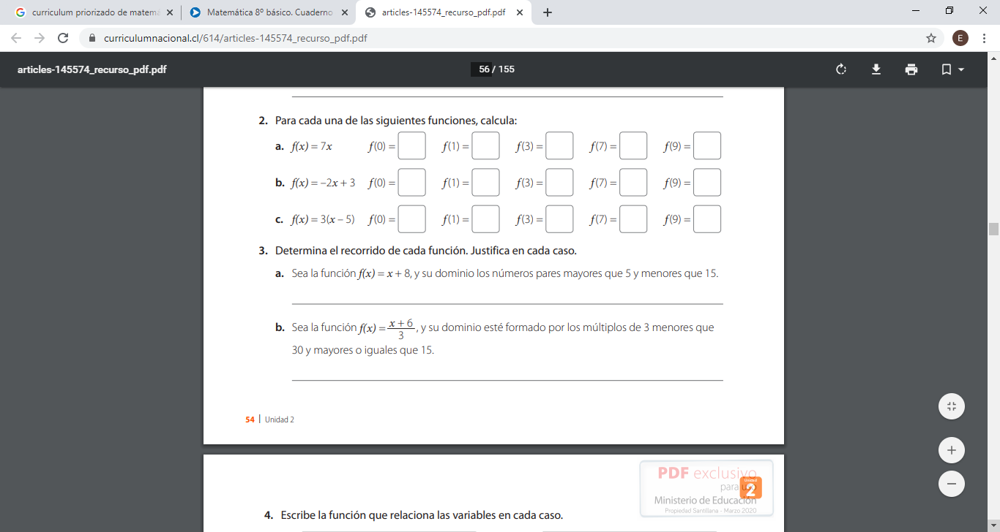 curriculum priorizado de matemá
Matemática 8º básico. Cuaderno
articles-145574_recurso_pdf.pdf
curriculumnacional.cl/614/articles-145574_recurso_pdf.pdf
E
articles-145574_recurso_pdf.pdf
56 / 155
2. Para cada una de las siguientes funciones, calcula:
a. f(x) = 7x f(0) = f(1) = f(3) = f(7) = f(9) =
b. f(x) = –2x + 3 f(0) = f(1) = f(3) = f(7) = f(9) =
c. f(x) = 3(x – 5) f(0) = f(1) = f(3) = f(7) = f(9) =
3. Determina el recorrido de cada función. Justifica en cada caso.
a. Sea la función f(x) = x + 8, y su dominio los números pares mayores que 5 y menores que 15.
b. Sea la función f(x) = x + 6 / 3, y su dominio esté formado por los múltiplos de 3 menores que
30 y mayores o iguales que 15.
54 | Unidad 2
PDF exclusivo
para uso
Unidad
2
Ministerio de Educación
Propiedad Santillana - Marzo 2020
4. Escribe la función que relaciona las variables en cada caso.